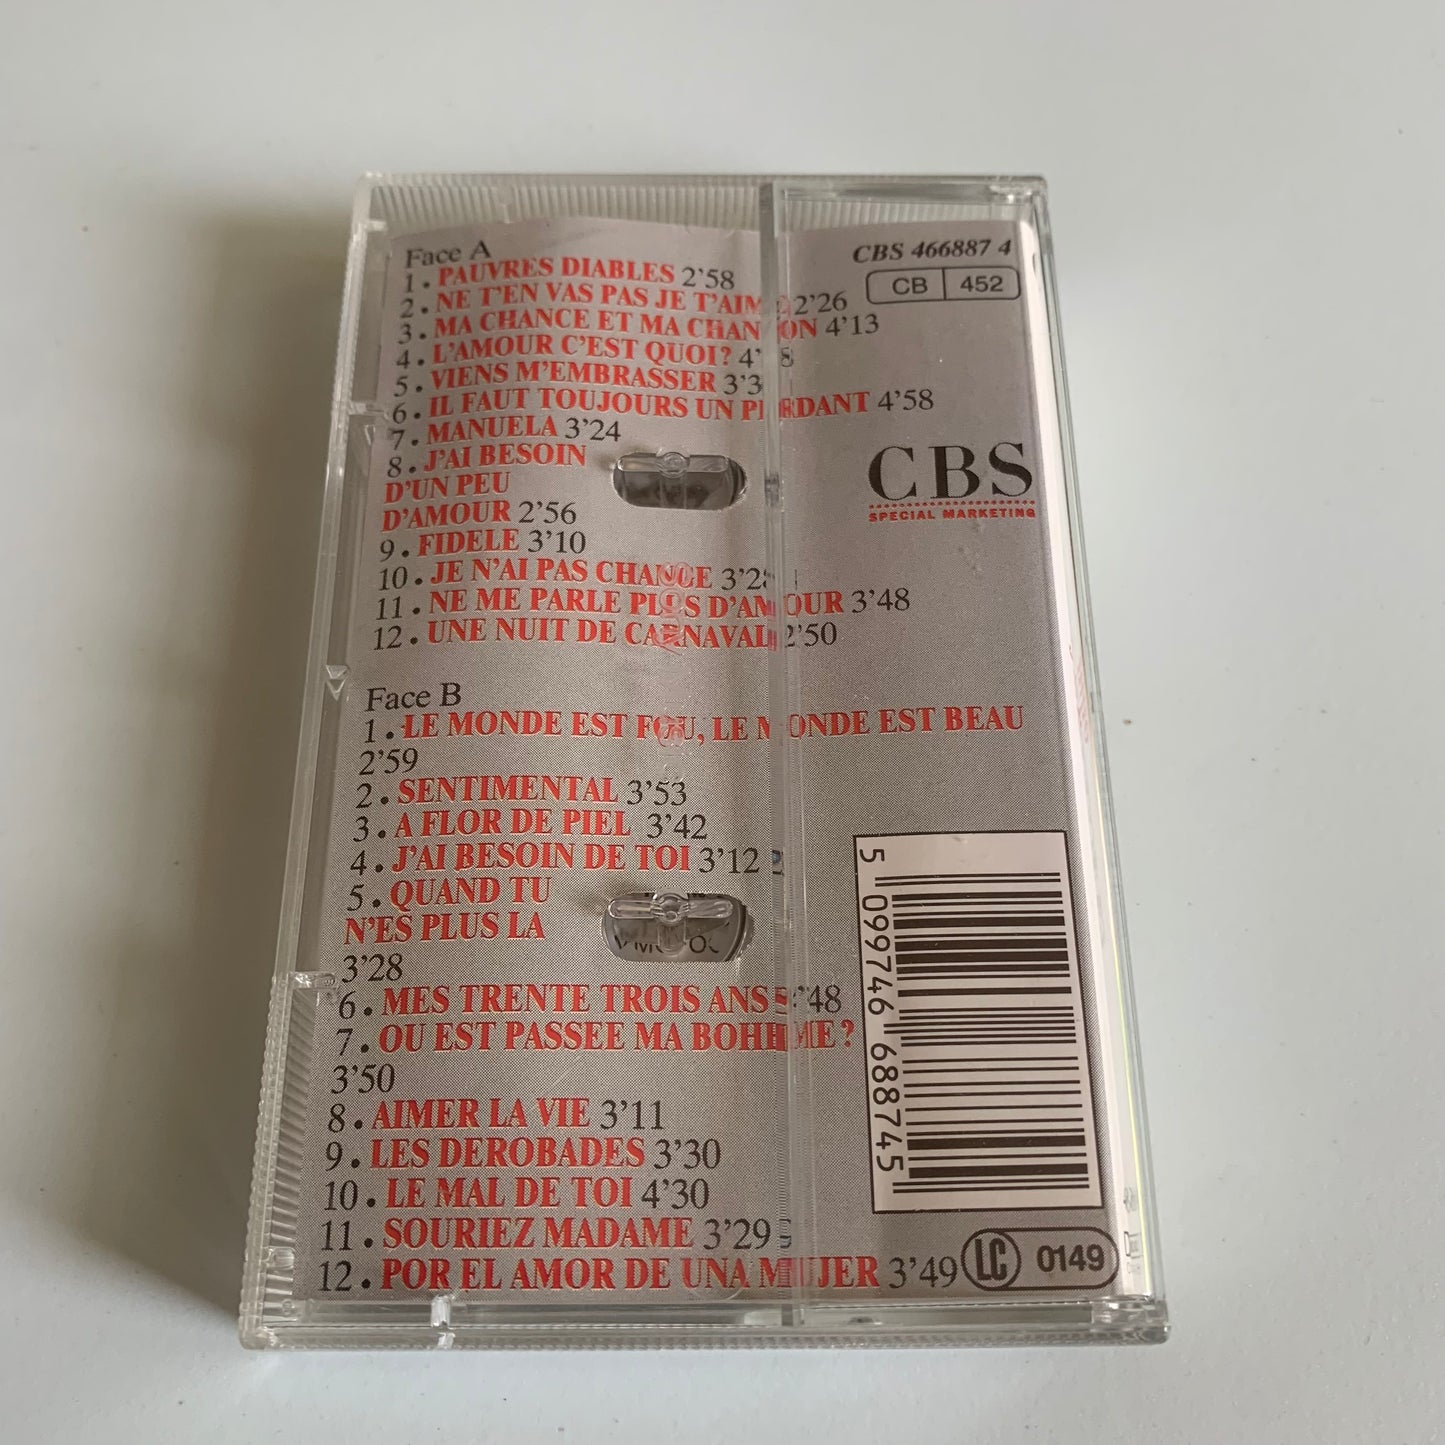 Face A
1. PAUVRES DIABLES 2'58
2. NE T'EN VAS PAS JE T'AIME 2'26
3. MA CHANCE ET MA CHANSON 4'13
4. L'AMOUR C'EST QUOI?
5. VIENS M'EMBRASSER
6. IL FAUT TOUJOURS UN PERDANT 4'58
7. MANUELA 3'24
8. J'AI BESOIN
D'UN PEU
D'AMOUR 2'56
9. FIDELE 3'10
10. JE N'AI PAS CHANGE
11. NE ME PARLE PLUS D'AMOUR 3'48
12. UNE NUIT DE CARNAVAL 2'50
Face B
1. LE MONDE EST FOU, LE MONDE EST BEAU
2'59
2. SENTIMENTAL 3'53
3. A FLOR DE PIEL 3'42
4. J'AI BESOIN DE TOI 3'12
5. QUAND TU
N'ES PLUS LA
3'28
6. MES TRENTE TROIS ANS
7. OU EST PASSEE MA BOHEME?
3'50
8. AIMER LA VIE 3'11
9. LES DEROBADES 3'30
10. LE MAL DE TOI 4'30
11. SOURIEZ MADAME 3'29
12. POR EL AMOR DE UNA MUJER 3'49
CBS 466887 4
CB 452
CBS
SPECIAL MARKETING
5 099746 688745
LC 0149